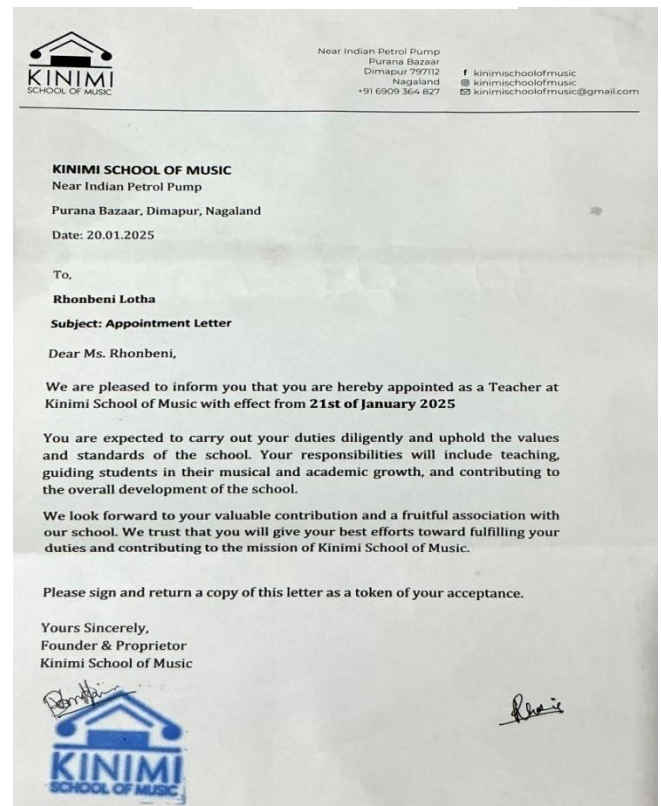 KINIMI
SCHOOL OF MUSIC
Near Indian Petrol Pump
Purana Bazaar
Dimapur 797112
Nagaland
+91 6909 364 827
kinimischoolofmusic
kinimischoolofmusic
kinimischoolofmusic@gmail.com
KINIMI SCHOOL OF MUSIC
Near Indian Petrol Pump
Purana Bazaar, Dimapur, Nagaland
Date: 20.01.2025
To,
Rhonbeni Lotha
Subject: Appointment Letter
Dear Ms. Rhonbeni,
We are pleased to inform you that you are hereby appointed as a Teacher at
Kinimi School of Music with effect from 21st of January 2025
You are expected to carry out your duties diligently and uphold the values
and standards of the school. Your responsibilities will include teaching,
guiding students in their musical and academic growth, and contributing to
the overall development of the school.
We look forward to your valuable contribution and a fruitful association with
our school. We trust that you will give your best efforts toward fulfilling your
duties and contributing to the mission of Kinimi School of Music.
Please sign and return a copy of this letter as a token of your acceptance.
Yours Sincerely,
Founder & Proprietor
Kinimi School of Music
KINIMI
SCHOOL OF MUSIC